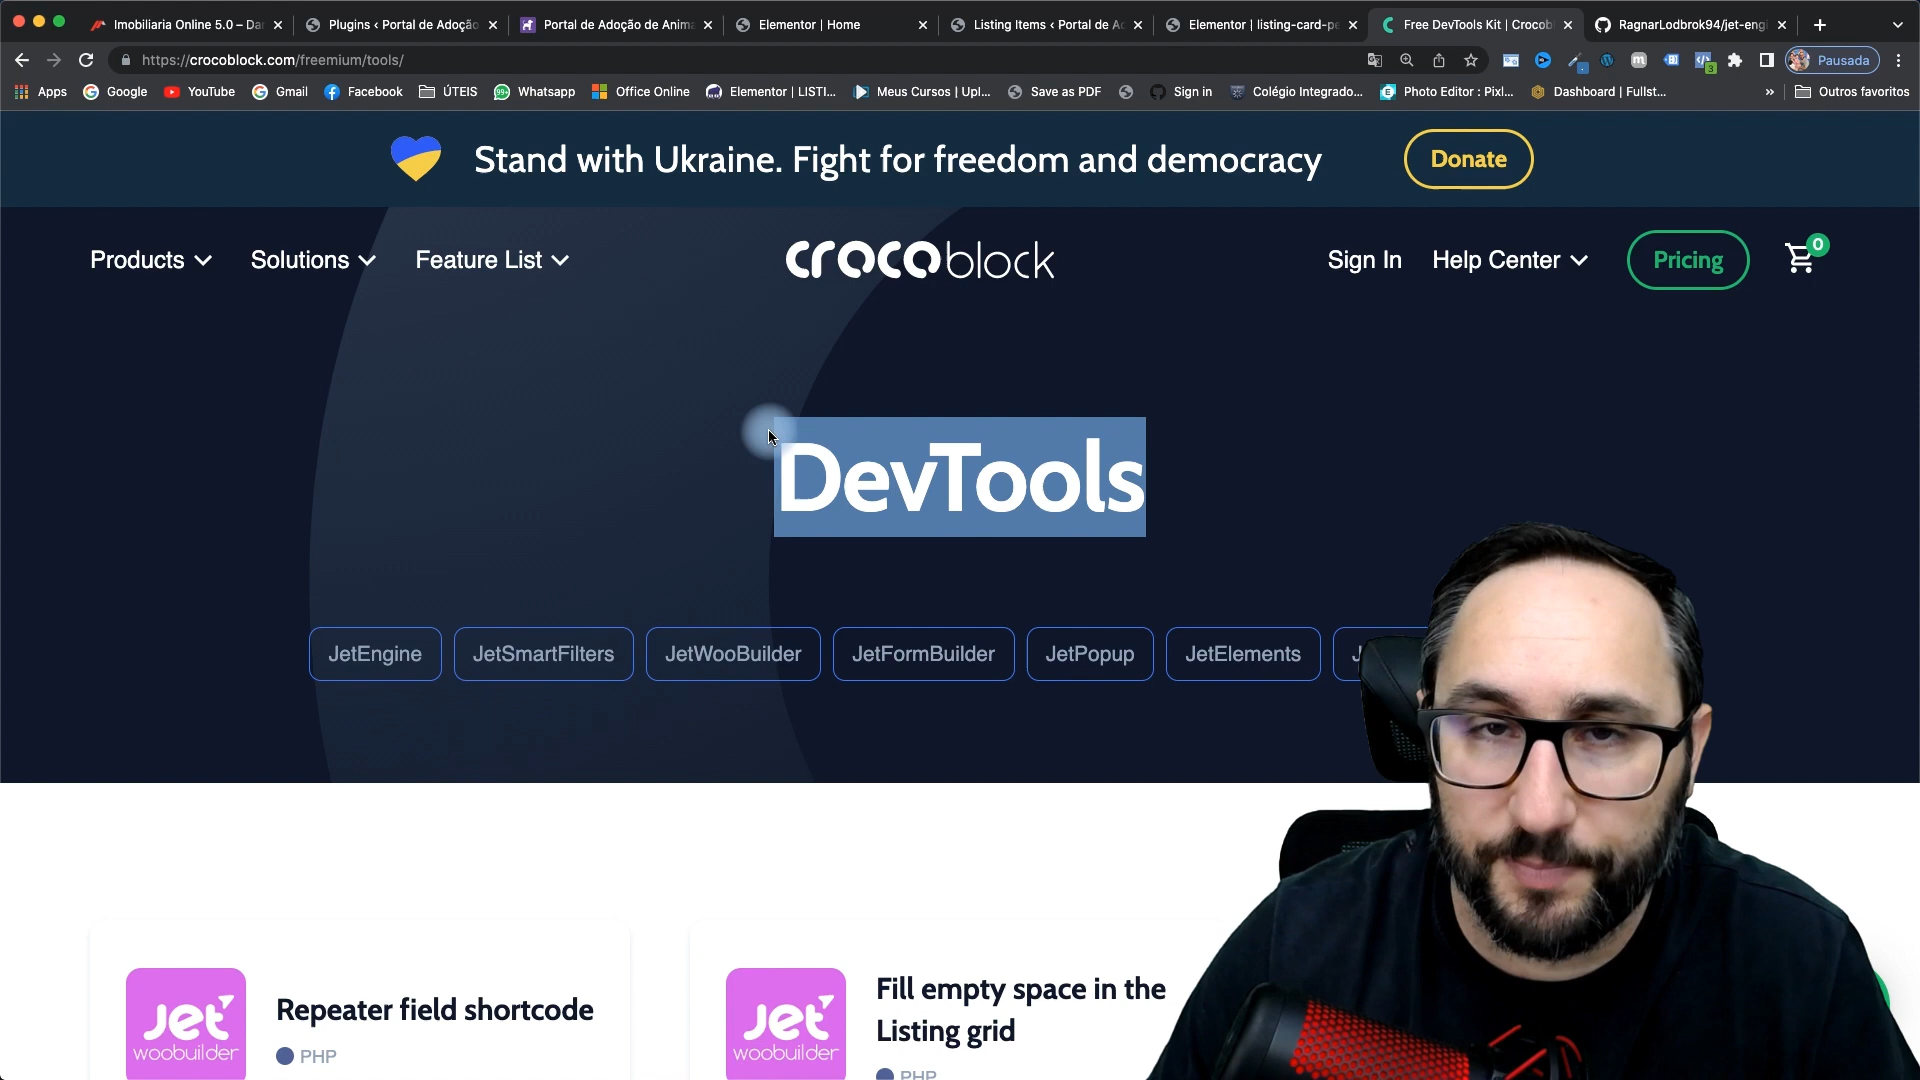 Imobiliaria Online 5.0 – Da
Plugins ‹ Portal de Adoção
Portal de Adoção de Anima
Elementor | Home
Listing Items ‹ Portal de A
Elementor | listing-card-pe
Free DevTools Kit | Crocob
RagnarLodbrok94/jet-engi
https://crocoblock.com/freemium/tools/
Pausada
Apps
Google
YouTube
Gmail
Facebook
ÚTEIS
Whatsapp
Office Online
Elementor | LISTI...
Meus Cursos | Upl...
Save as PDF
Sign in
Colégio Integrado...
Photo Editor : Pixl...
Dashboard | Fullst...
»
Outros favoritos
Stand with Ukraine. Fight for freedom and democracy
Donate
Products
Solutions
Feature List
crocoblock
Sign In
Help Center
Pricing
0
DevTools
JetEngine
JetSmartFilters
JetWooBuilder
JetFormBuilder
JetPopup
JetElements
Jet
woobuilder
Repeater field shortcode
PHP
Jet
woobuilder
Fill empty space in the
Listing grid
PHP